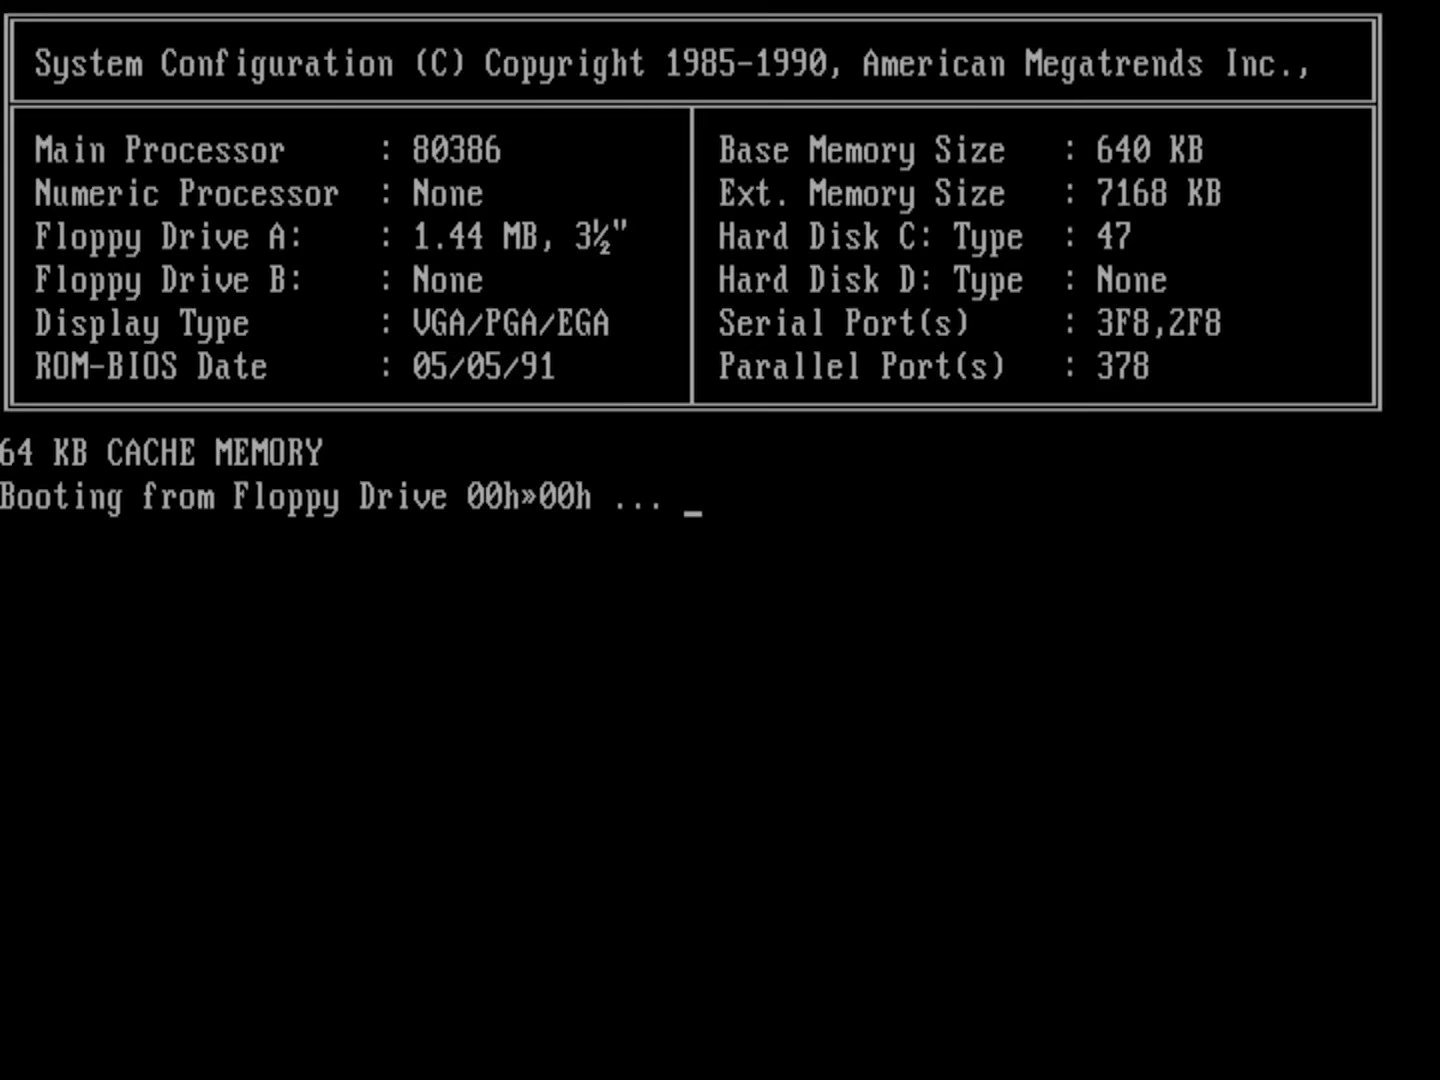 System Configuration (C) Copyright 1985-1990, American Megatrends Inc.,
Main Processor : 80386
Numeric Processor : None
Floppy Drive A: : 1.44 MB, 3½"
Floppy Drive B: : None
Display Type : VGA/PGA/EGA
ROM-BIOS Date : 05/05/91
Base Memory Size : 640 KB
Ext. Memory Size : 7168 KB
Hard Disk C: Type : 47
Hard Disk D: Type : None
Serial Port(s) : 3F8,2F8
Parallel Port(s) : 378
64 KB CACHE MEMORY
Booting from Floppy Drive 00h»00h ... _